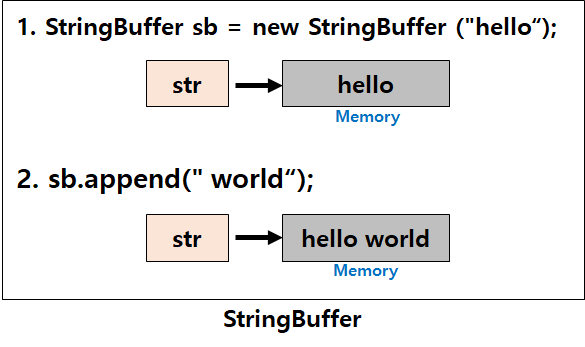 1. StringBuffer sb = new StringBuffer ("hello“);
str
hello
Memory
2. sb.append(" world“);
str
hello world
Memory
StringBuffer